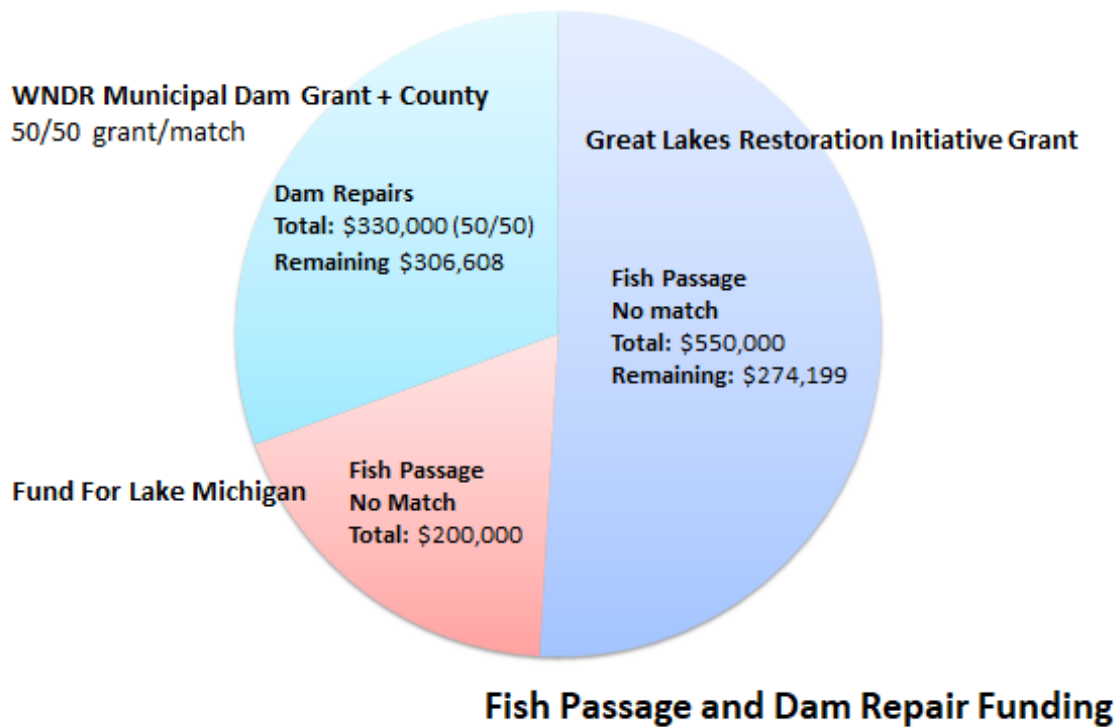 WNDR Municipal Dam Grant + County
50/50 grant/match
Great Lakes Restoration Initiative Grant
Dam Repairs
Total: $330,000 (50/50)
Remaining $306,608
Fish Passage
No match
Total: $550,000
Remaining: $274,199
Fund For Lake Michigan
Fish Passage
No Match
Total: $200,000
Fish Passage and Dam Repair Funding